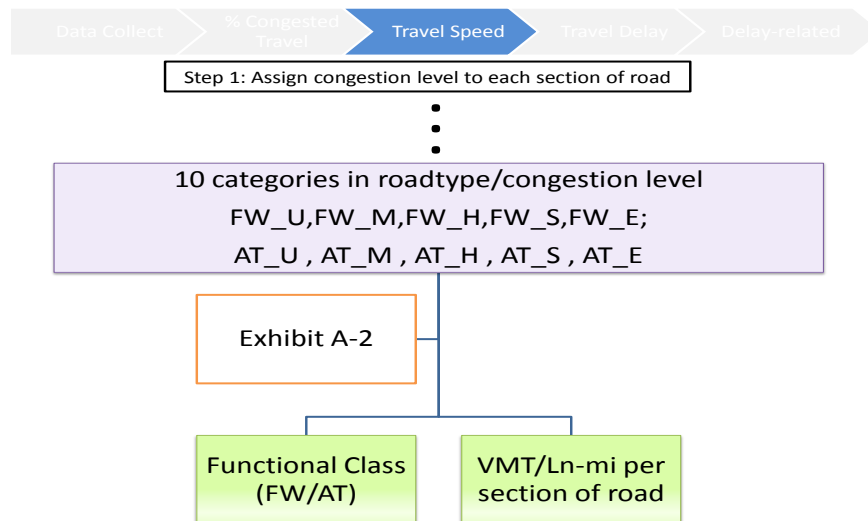 Data Collect
% Congested
Travel
Travel Speed
Travel Delay
Delay-related
Step 1: Assign congestion level to each section of road
10 categories in roadtype/congestion level
FW_U,FW_M,FW_H,FW_S,FW_E;
AT_U , AT_M , AT_H , AT_S , AT_E
Exhibit A-2
Functional Class
(FW/AT)
VMT/Ln-mi per
section of road